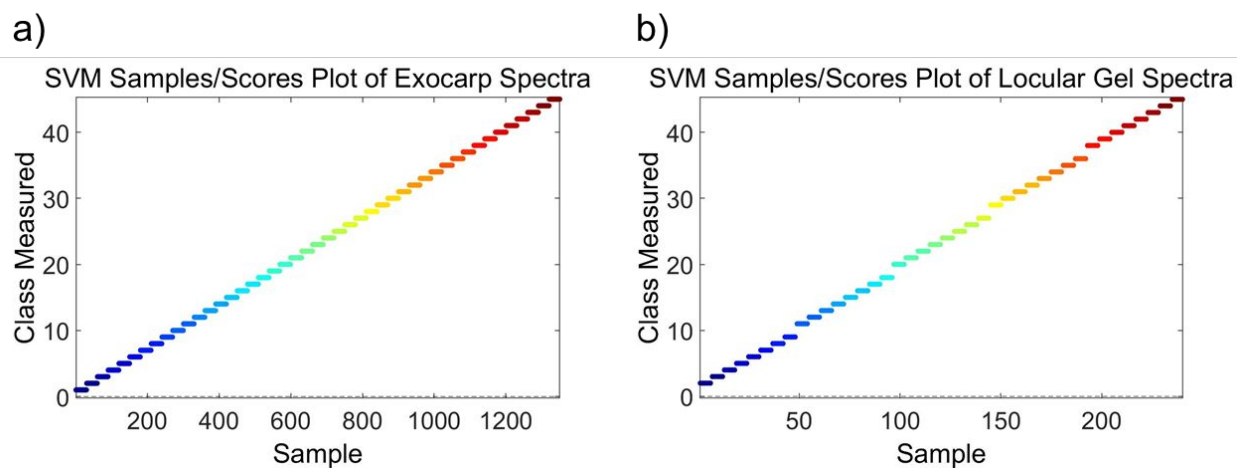 a)
b)
SVM Samples/Scores Plot of Exocarp Spectra
Class Measured
40
30
20
10
0
200 400 600 800 1000 1200
Sample
SVM Samples/Scores Plot of Locular Gel Spectra
Class Measured
40
30
20
10
0
50 100 150 200
Sample